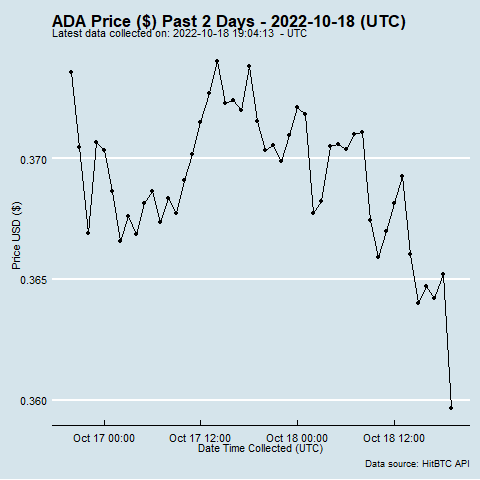 ADA Price ($) Past 2 Days - 2022-10-18 (UTC)
Latest data collected on: 2022-10-18 19:04:13  - UTC
0.370
0.365
0.360
Price USD ($)
Oct 17 00:00
Oct 17 12:00
Oct 18 00:00
Oct 18 12:00
Date Time Collected (UTC)
Data source: HitBTC API